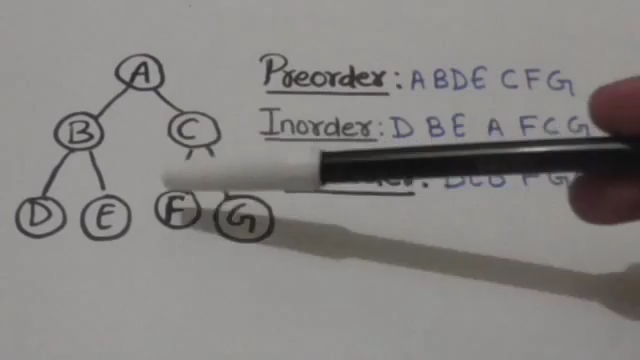 A
Preorder: A B D E C F G
B
C
Inorder: D B E A F C G
D
E
F
G